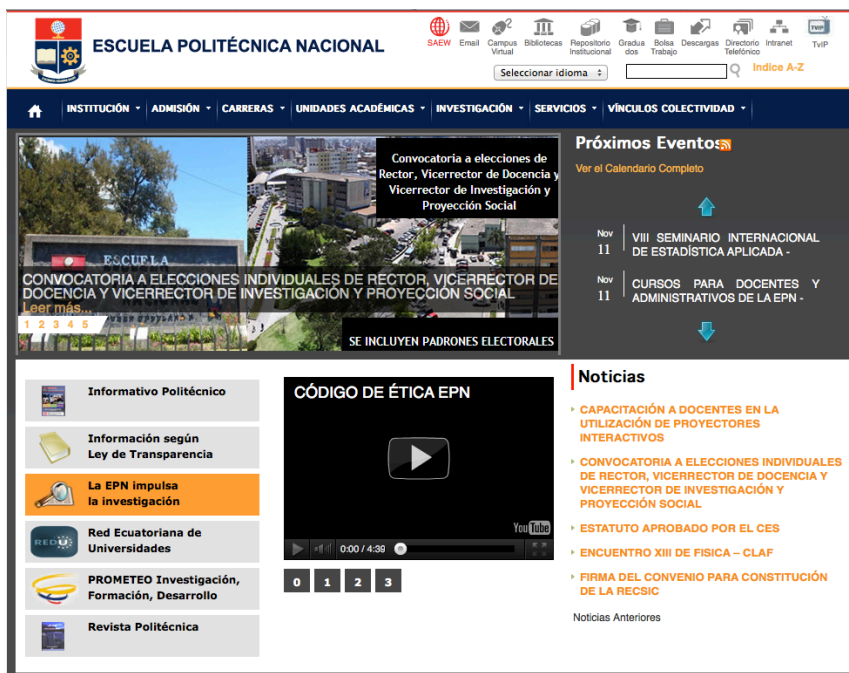 ESCUELA POLITÉCNICA NACIONAL
SAEW
Email
Campus
Virtual
Bibliotecas
Repositorio
Institucional
Gradua
dos
Bolsa
Trabajo
Descargas
Directorio
Telefónico
Intranet
TVIP
TvIP
Seleccionar idioma
Indice A-Z
INSTITUCIÓN
ADMISIÓN
CARRERAS
UNIDADES ACADÉMICAS
INVESTIGACIÓN
SERVICIOS
VÍNCULOS COLECTIVIDAD
Convocatoria a elecciones de
Rector, Vicerrector de Docencia y
Vicerrector de Investigación y
Proyección Social
ESCUELA
CONVOCATORIA A ELECCIONES INDIVIDUALES DE RECTOR, VICERRECTOR DE
DOCENCIA Y VICERRECTOR DE INVESTIGACIÓN Y PROYECCIÓN SOCIAL
Leer más...
1 2 3 4 5
SE INCLUYEN PADRONES ELECTORALES
Próximos Eventos
Ver el Calendario Completo
Nov
11
VIII SEMINARIO INTERNACIONAL
DE ESTADÍSTICA APLICADA -
Nov
11
CURSOS PARA DOCENTES Y
ADMINISTRATIVOS DE LA EPN -
Informativo Politécnico
Información según
Ley de Transparencia
La EPN impulsa
la investigación
REDU
Red Ecuatoriana de
Universidades
PROMETEO Investigación,
Formación, Desarrollo
Revista Politécnica
CÓDIGO DE ÉTICA EPN
YouTube
0:00 / 4:39
0 1 2 3
Noticias
CAPACITACIÓN A DOCENTES EN LA
UTILIZACIÓN DE PROYECTORES
INTERACTIVOS
CONVOCATORIA A ELECCIONES INDIVIDUALES
DE RECTOR, VICERRECTOR DE DOCENCIA Y
VICERRECTOR DE INVESTIGACIÓN Y
PROYECCIÓN SOCIAL
ESTATUTO APROBADO POR EL CES
ENCUENTRO XIII DE FISICA – CLAF
FIRMA DEL CONVENIO PARA CONSTITUCIÓN
DE LA RECSIC
Noticias Anteriores